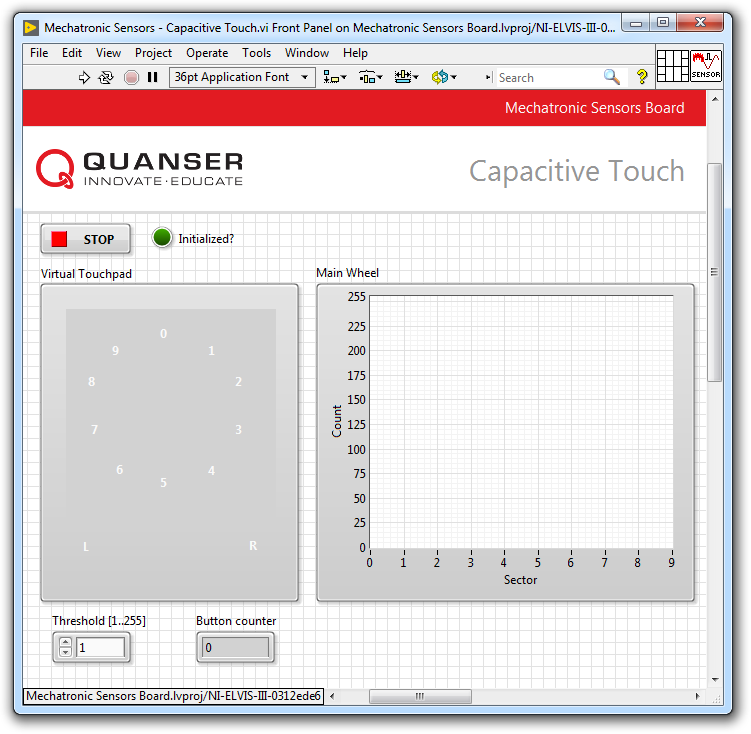 Mechatronic Sensors - Capacitive Touch.vi Front Panel on Mechatronic Sensors Board.lvproj/NI-ELVIS-III-0...
File Edit View Project Operate Tools Window Help
36pt Application Font
Search
?
SENSOR
Mechatronic Sensors Board
QUANSER
INNOVATE·EDUCATE
Capacitive Touch
STOP
Initialized?
Virtual Touchpad
0
9 1
8 2
7 3
6 4
5
L R
Main Wheel
255
225
200
175
150
125
100
75
50
25
0
Count
0 1 2 3 4 5 6 7 8 9
Sector
Threshold [1..255]
1
Button counter
0
Mechatronic Sensors Board.lvproj/NI-ELVIS-III-0312ede6